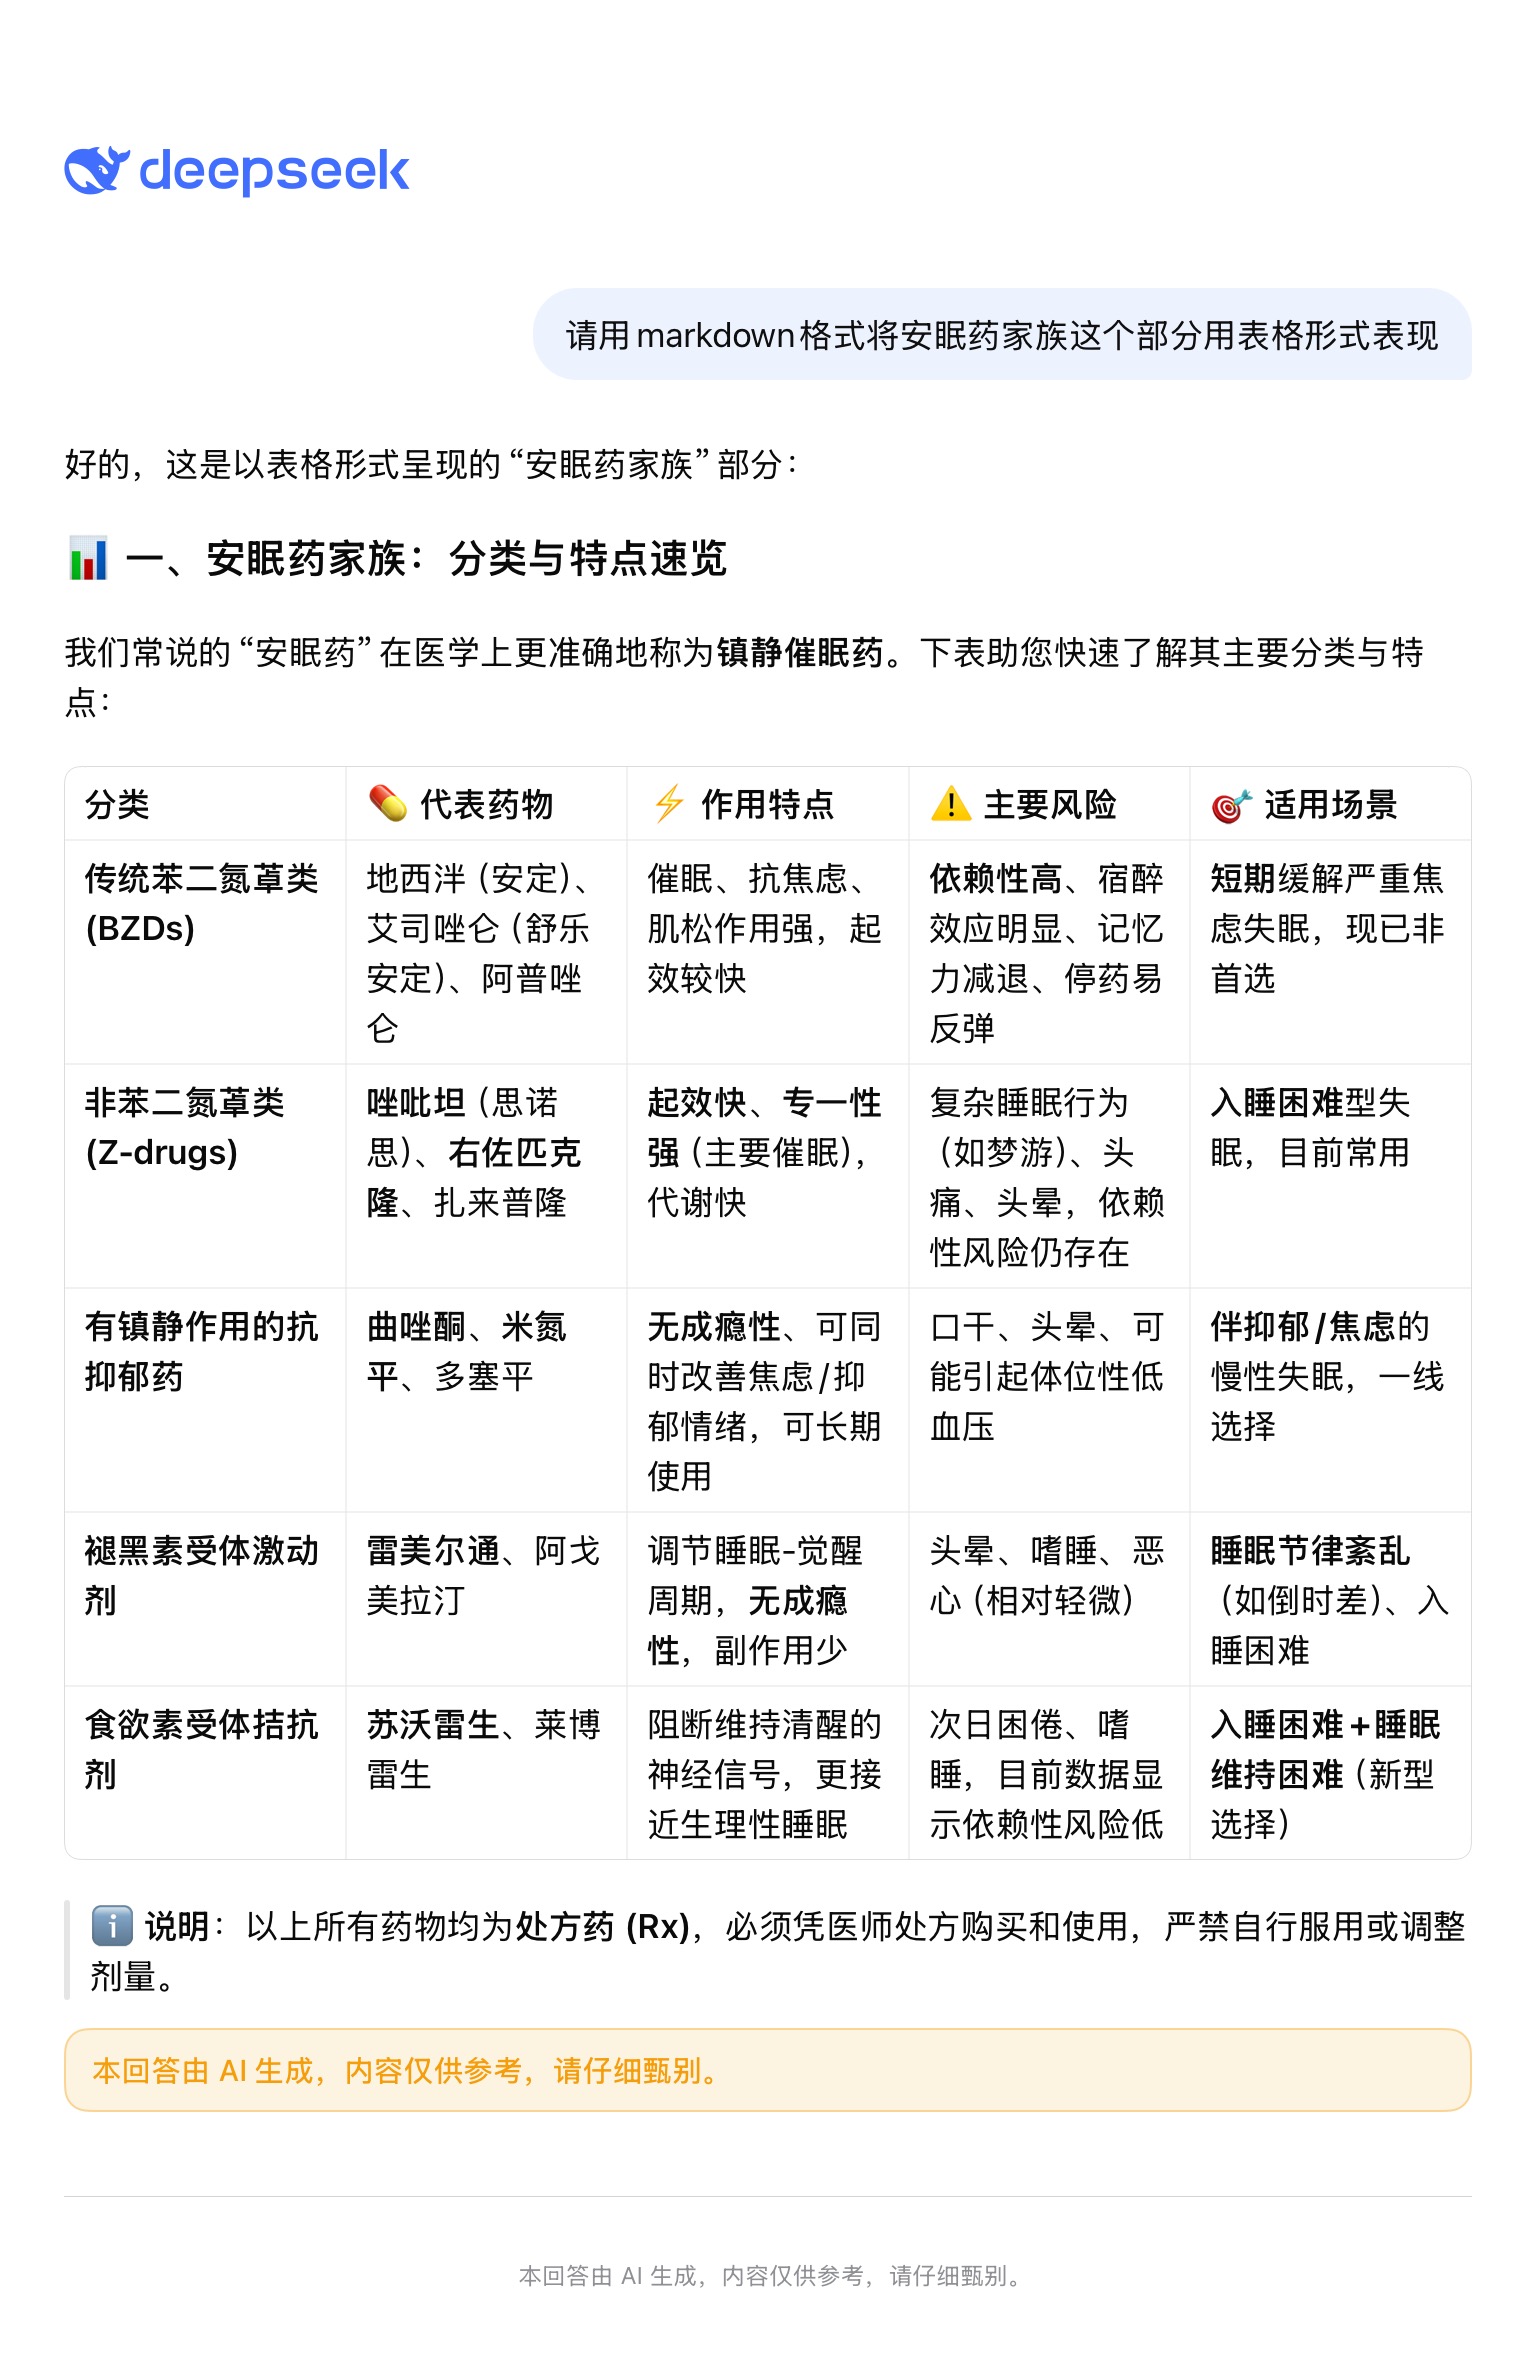 deepseek
请用markdown格式将安眠药家族这个部分用表格形式表现
好的，这是以表格形式呈现的“安眠药家族”部分：
📊 一、安眠药家族：分类与特点速览
我们常说的“安眠药”在医学上更准确地称为镇静催眠药。下表助您快速了解其主要分类与特
点：
分类
💊 代表药物
⚡ 作用特点
⚠️ 主要风险
🎯 适用场景
传统苯二氮䓬类
(BZDs)
地西泮（安定）、
艾司唑仑（舒乐
安定）、阿普唑
仑
催眠、抗焦虑、
肌松作用强，起
效较快
依赖性高、宿醉
效应明显、记忆
力减退、停药易
反弹
短期缓解严重焦
虑失眠，现已非
首选
非苯二氮䓬类
(Z-drugs)
唑吡坦（思诺
思）、右佐匹克
隆、扎来普隆
起效快、专一性
强（主要催眠），
代谢快
复杂睡眠行为
（如梦游）、头
痛、头晕，依赖
性风险仍存在
入睡困难型失
眠，目前常用
有镇静作用的抗
抑郁药
曲唑酮、米氮
平、多塞平
无成瘾性、可同
时改善焦虑/抑
郁情绪，可长期
使用
口干、头晕、可
能引起体位性低
血压
伴抑郁/焦虑的
慢性失眠，一线
选择
褪黑素受体激动
剂
雷美尔通、阿戈
美拉汀
调节睡眠-觉醒
周期，无成瘾
性，副作用少
头晕、嗜睡、恶
心（相对轻微）
睡眠节律紊乱
（如倒时差）、入
睡困难
食欲素受体拮抗
剂
苏沃雷生、莱博
雷生
阻断维持清醒的
神经信号，更接
近生理性睡眠
次日困倦、嗜
睡，目前数据显
示依赖性风险低
入睡困难+睡眠
维持困难（新型
选择）
ℹ️ 说明：以上所有药物均为处方药 (Rx)，必须凭医师处方购买和使用，严禁自行服用或调整
剂量。
本回答由 AI 生成，内容仅供参考，请仔细甄别。
本回答由 AI 生成，内容仅供参考，请仔细甄别。